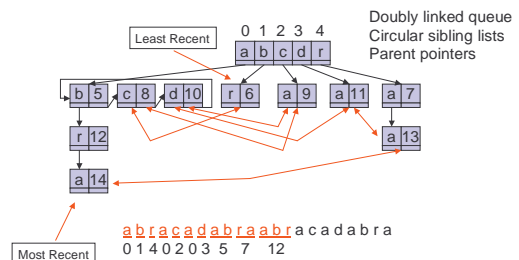 0 1 2 3 4
Doubly linked queue
Circular sibling lists
Parent pointers
Least Recent
a b c d r
b 5 c 8 d 10 r 6 a 9 a 11 a 7
r 12 a 13
a 14
a b r a c a d a b r a a b r a c a d a b r a
0 1 4 0 2 0 3 5 7 12
Most Recent